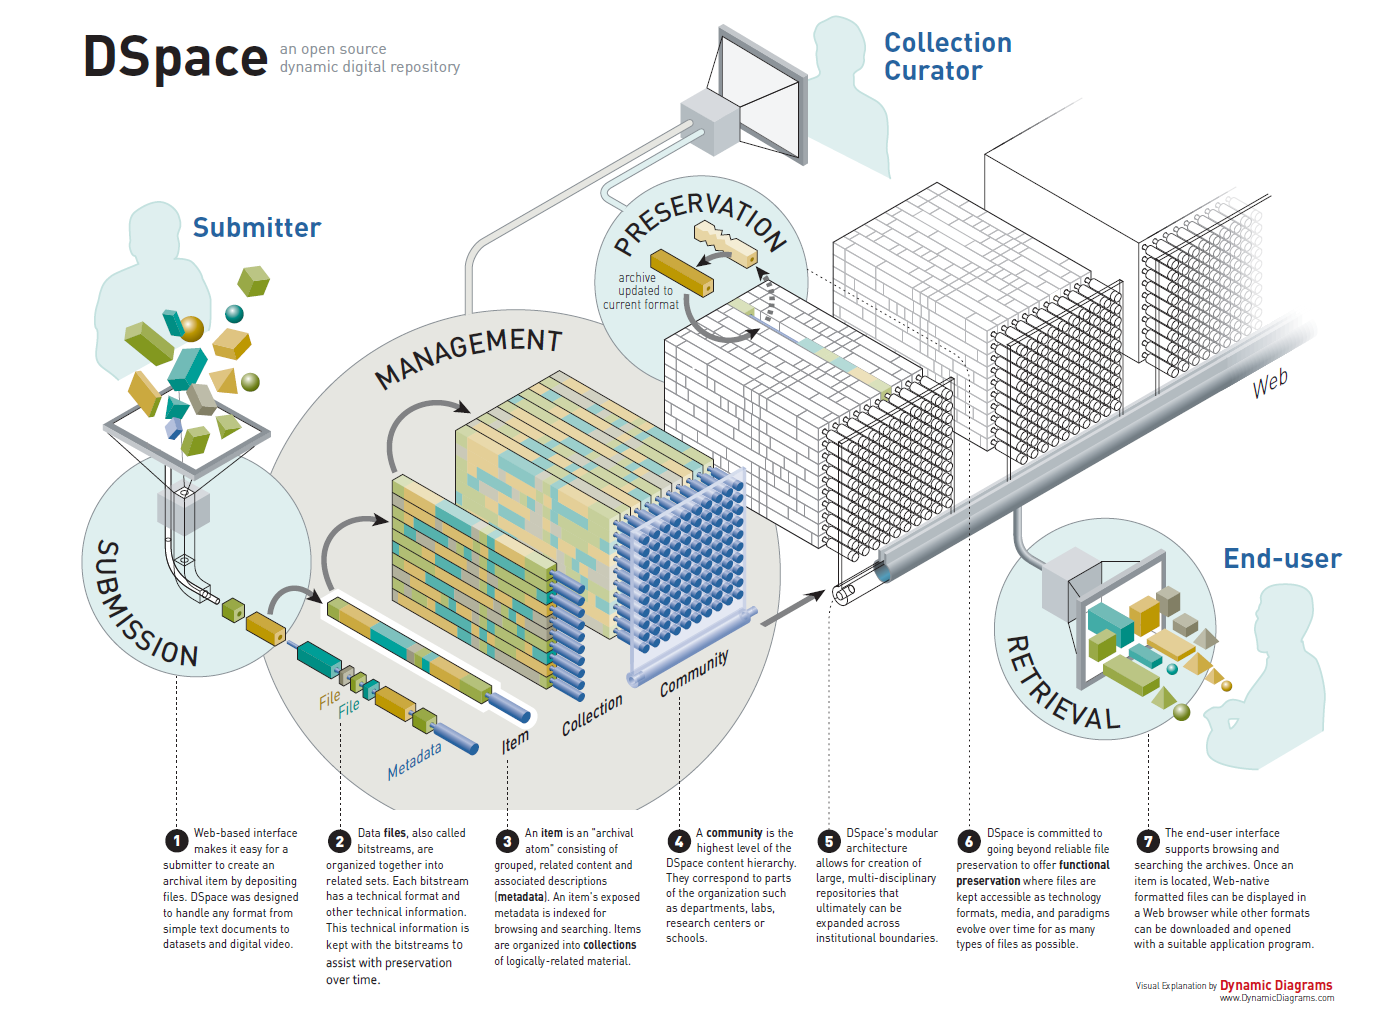 DSpace
an open source
dynamic digital repository
Collection
Curator
Submitter
PRESERVATION
archive
updated to
current format
MANAGEMENT
Web
SUBMISSION
End-user
RETRIEVAL
File
File
Metadata
Item
Collection
Community
1 Web-based interface
makes it easy for a
submitter to create an
archival item by depositing
files. DSpace was designed
to handle any format from
simple text documents to
datasets and digital video.
2 Data files, also called
bitstreams, are
organized together into
related sets. Each bitstream
has a technical format and
other technical information.
This technical information is
kept with the bitstreams to
assist with preservation
over time.
3 An item is an "archival
atom" consisting of
grouped, related content and
associated descriptions
(metadata). An item's exposed
metadata is indexed for
browsing and searching. Items
are organized into collections
of logically-related material.
4 A community is the
highest level of the
DSpace content hierarchy.
They correspond to parts
of the organization such
as departments, labs,
research centers or
schools.
5 DSpace's modular
architecture
allows for creation of
large, multi-disciplinary
repositories that
ultimately can be
expanded across
institutional boundaries.
6 DSpace is committed to
going beyond reliable file
preservation to offer functional
preservation where files are
kept accessible as technology
formats, media, and paradigms
evolve over time for as many
types of files as possible.
7 The end-user interface
supports browsing and
searching the archives. Once an
item is located, Web-native
formatted files can be displayed in
a Web browser while other formats
can be downloaded and opened
with a suitable application program.
Visual Explanation by Dynamic Diagrams
www.DynamicDiagrams.com